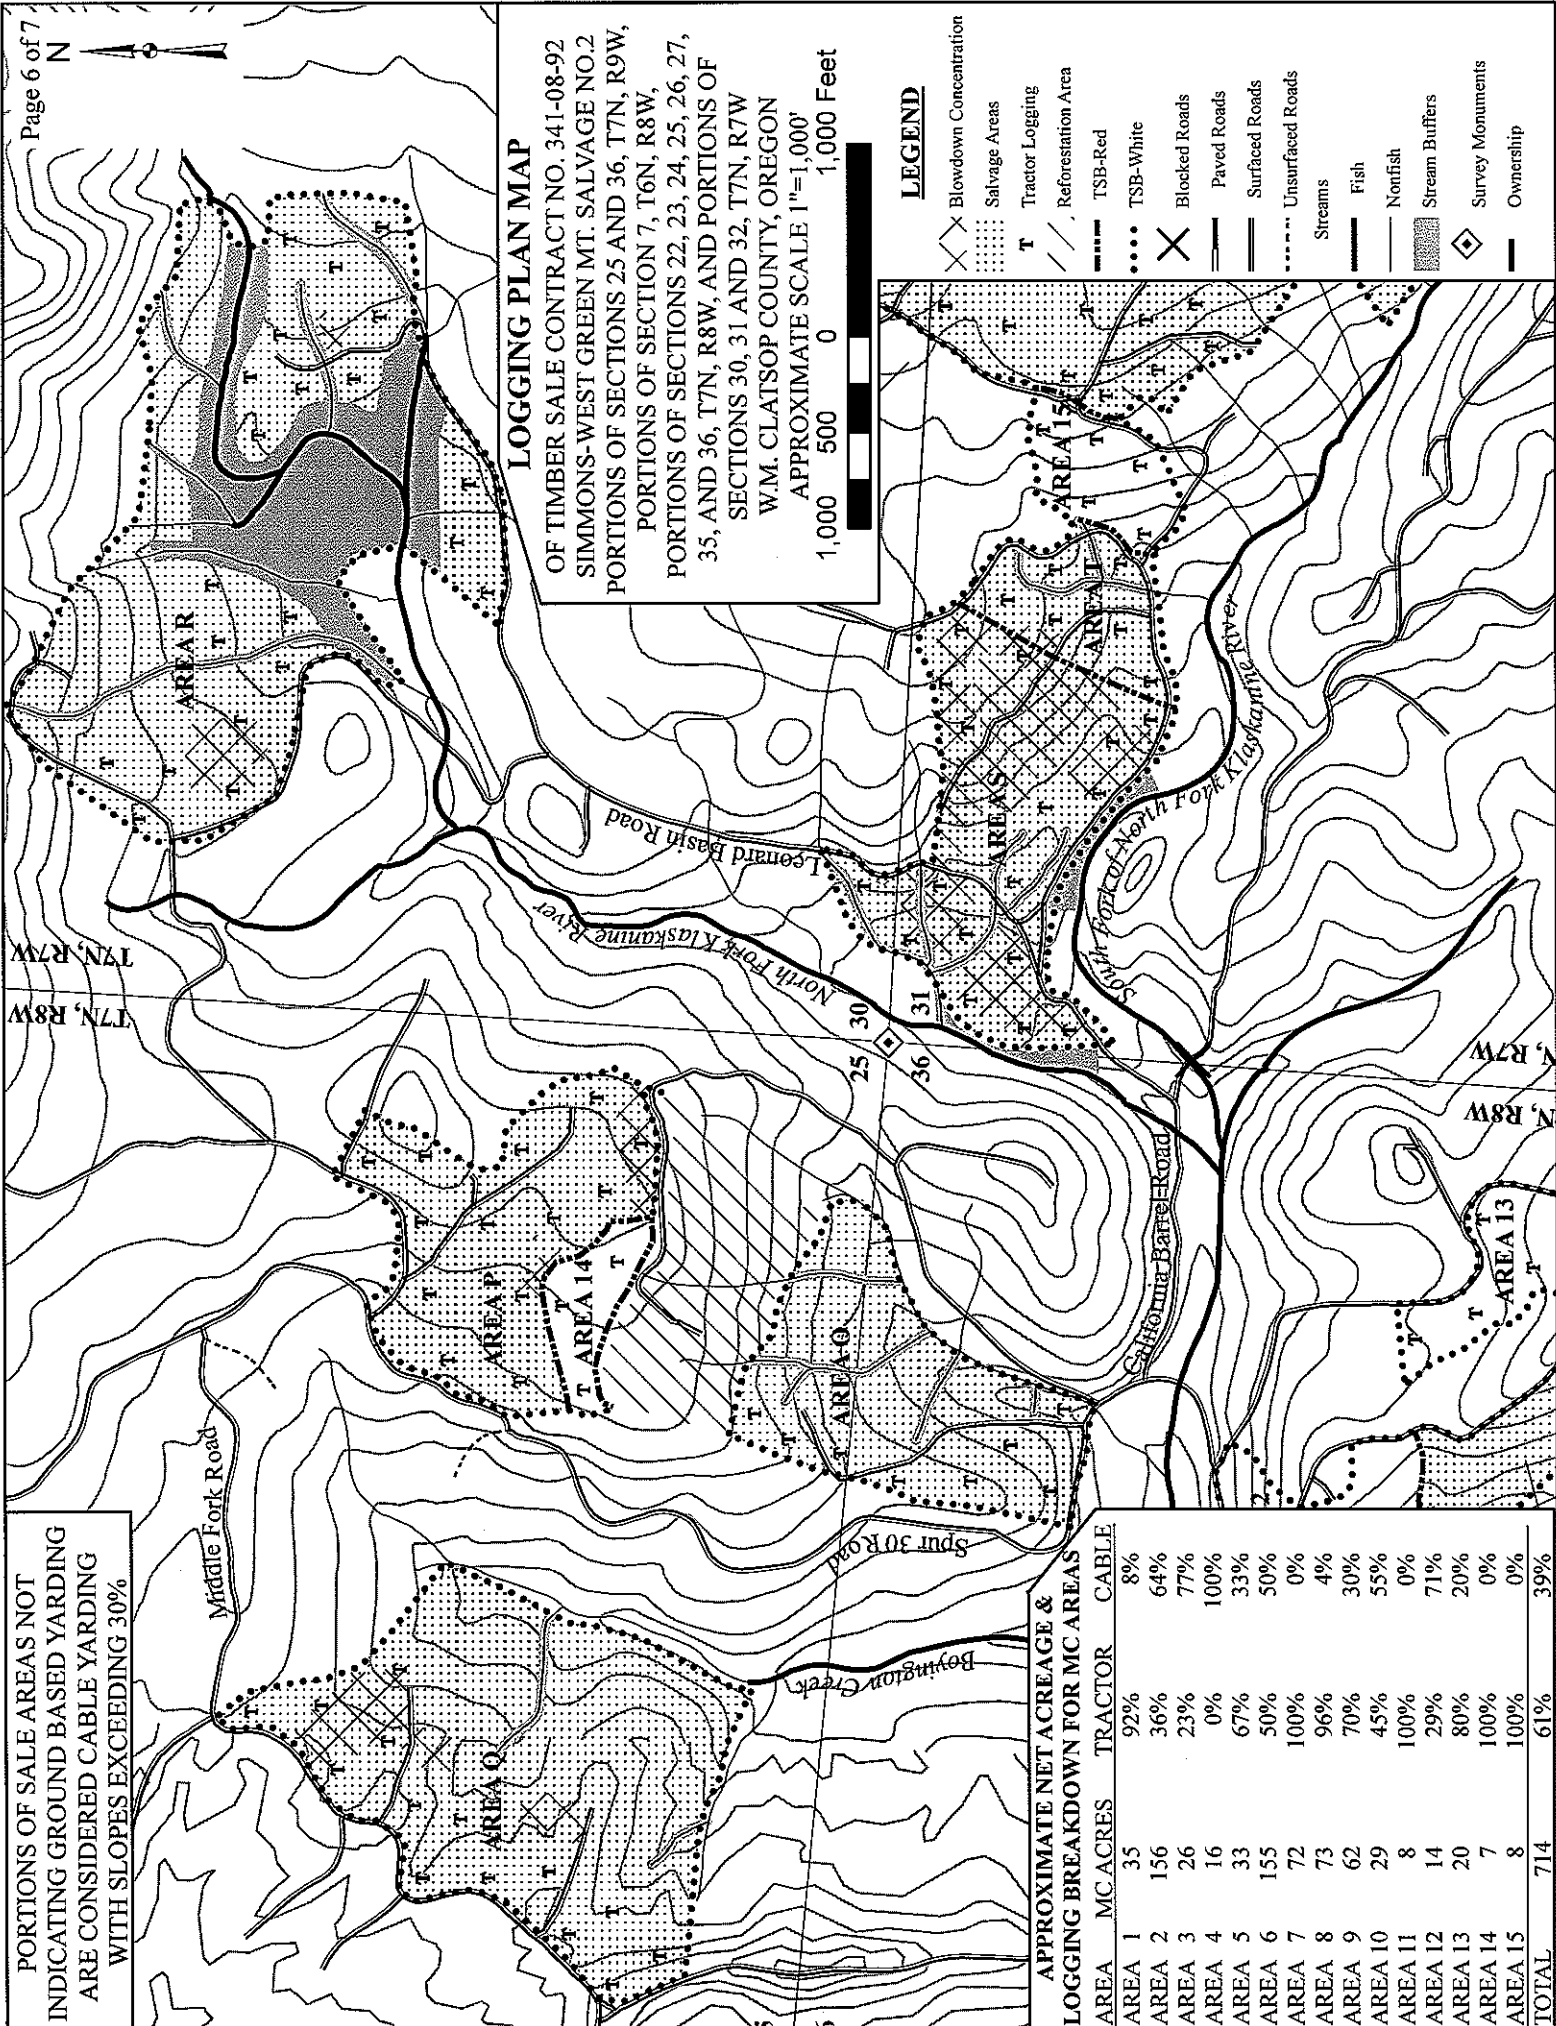 Page 6 of 7
N
PORTIONS OF SALE AREAS NOT
INDICATING GROUND BASED YARDING
ARE CONSIDERED CABLE YARDING
WITH SLOPES EXCEEDING 30%
LOGGING PLAN MAP
OF TIMBER SALE CONTRACT NO. 341-08-92
SIMMONS-WEST GREEN MT. SALVAGE NO.2
PORTIONS OF SECTIONS 25 AND 36, T7N, R9W,
PORTIONS OF SECTION 7, T6N, R8W,
PORTIONS OF SECTIONS 22, 23, 24, 25, 26, 27,
35, AND 36, T7N, R8W, AND PORTIONS OF
SECTIONS 30, 31 AND 32, T7N, R7W
W.M. CLATSOP COUNTY, OREGON
APPROXIMATE SCALE 1"=1,000'
1,000 500 0 1,000 Feet
LEGEND
Blowdown Concentration
Salvage Areas
T Tractor Logging
Reforestation Area
TSB-Red
TSB-White
Blocked Roads
Paved Roads
Surfaced Roads
Unsurfaced Roads
Streams
Fish
Nonfish
Stream Buffers
Survey Monuments
Ownership
T7N, R8W
T7N, R7W
Middle Fork Road
AREA R
AREA P
AREA 14
AREA Q
AREA O
Leonard Basin Road
North Fork Klaskanine River
25 30
36 31
AREA S
AREA T
AREA 15
South Fork of North Fork Klaskanine River
Spur 30 Road
Boyington Creek
California Barrel Road
N, R8W
N, R7W
AREA 13
APPROXIMATE NET ACREAGE &
LOGGING BREAKDOWN FOR MC AREAS
AREA MC ACRES TRACTOR CABLE
AREA 1 35 92% 8%
AREA 2 156 36% 64%
AREA 3 26 23% 77%
AREA 4 16 0% 100%
AREA 5 33 67% 33%
AREA 6 155 50% 50%
AREA 7 72 100% 0%
AREA 8 73 96% 4%
AREA 9 62 70% 30%
AREA 10 29 45% 55%
AREA 11 8 100% 0%
AREA 12 14 29% 71%
AREA 13 20 80% 20%
AREA 14 7 100% 0%
AREA 15 8 100% 0%
TOTAL 714 61% 39%